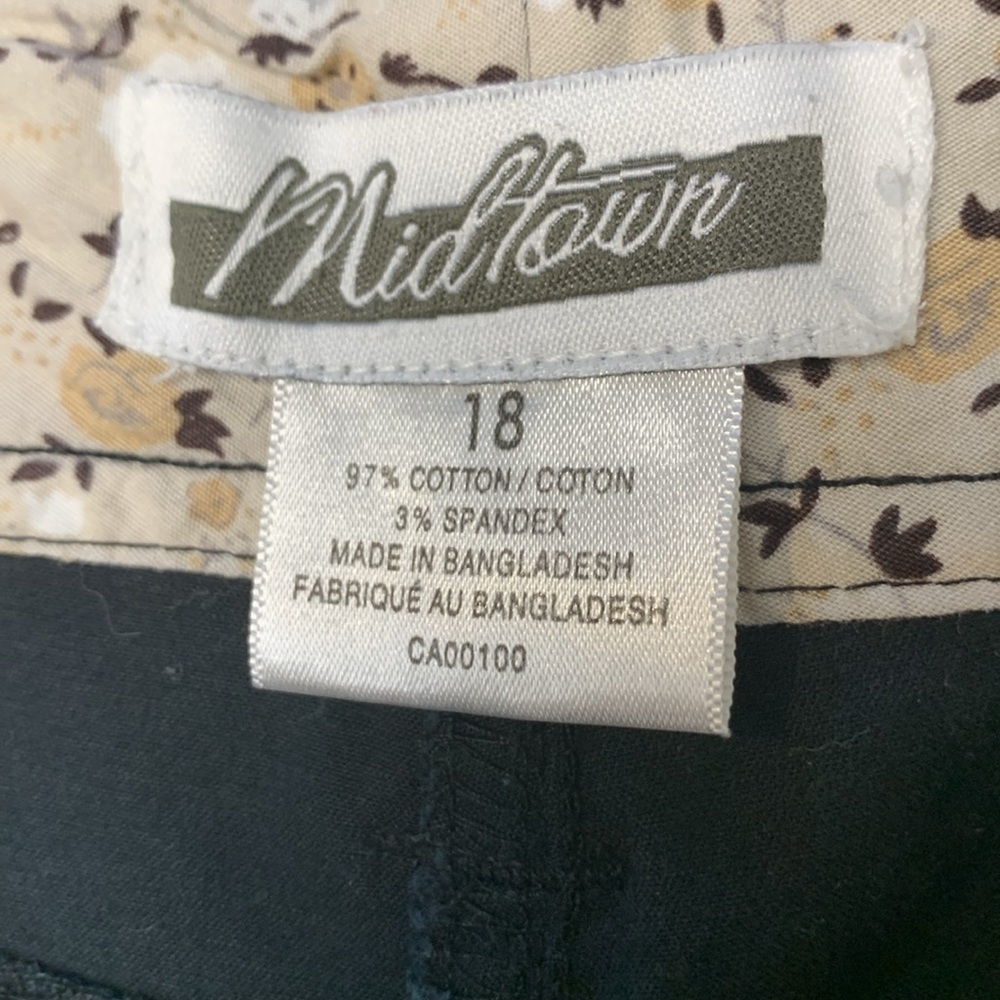 Midtown
18
97% COTTON / COTON
3% SPANDEX
MADE IN BANGLADESH
FABRIQUÉ AU BANGLADESH
CA00100